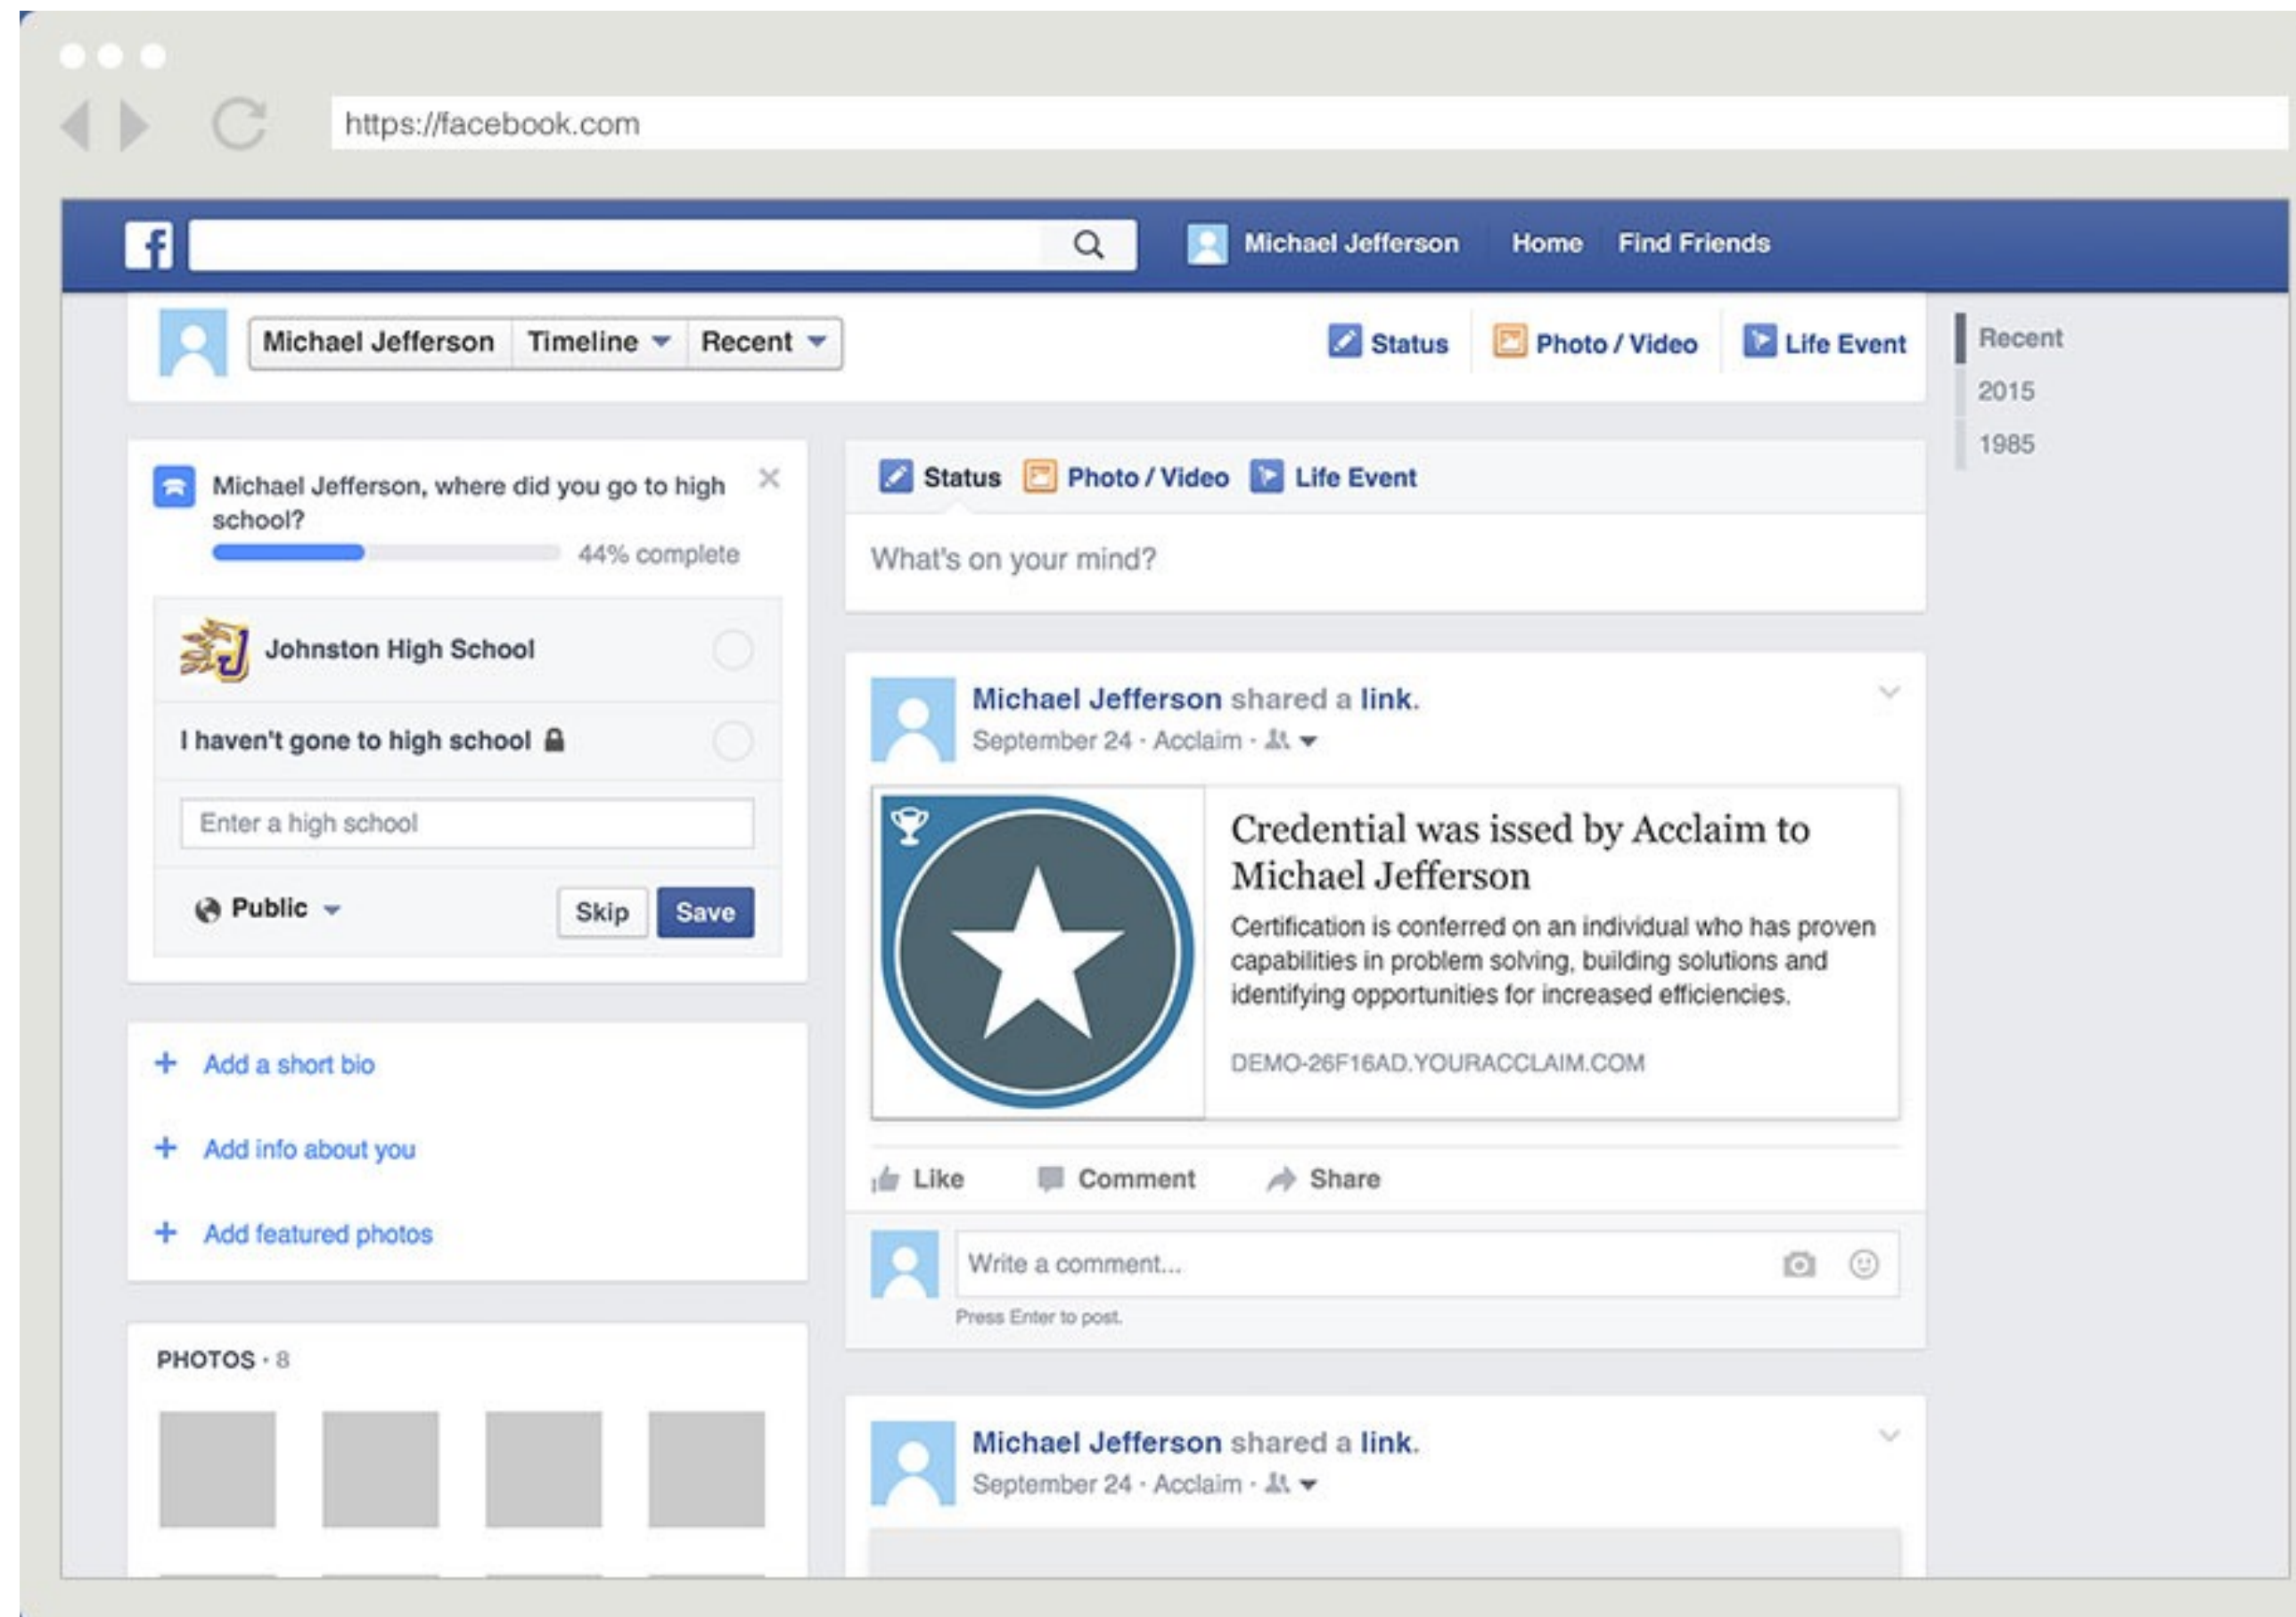 https://facebook.com
f
Michael Jefferson Home Find Friends
Michael Jefferson Timeline Recent
Status Photo / Video Life Event
Recent
2015
1985
Michael Jefferson, where did you go to high
school?
44% complete
J Johnston High School
I haven't gone to high school
Enter a high school
Public Skip Save
+ Add a short bio
+ Add info about you
+ Add featured photos
PHOTOS · 8
Status Photo / Video Life Event
What's on your mind?
Michael Jefferson shared a link.
September 24 · Acclaim ·
Credential was issed by Acclaim to
Michael Jefferson
Certification is conferred on an individual who has proven
capabilities in problem solving, building solutions and
identifying opportunities for increased efficiencies.
DEMO-26F16AD.YOURACCLAIM.COM
Like Comment Share
Write a comment...
Press Enter to post.
Michael Jefferson shared a link.
September 24 · Acclaim ·